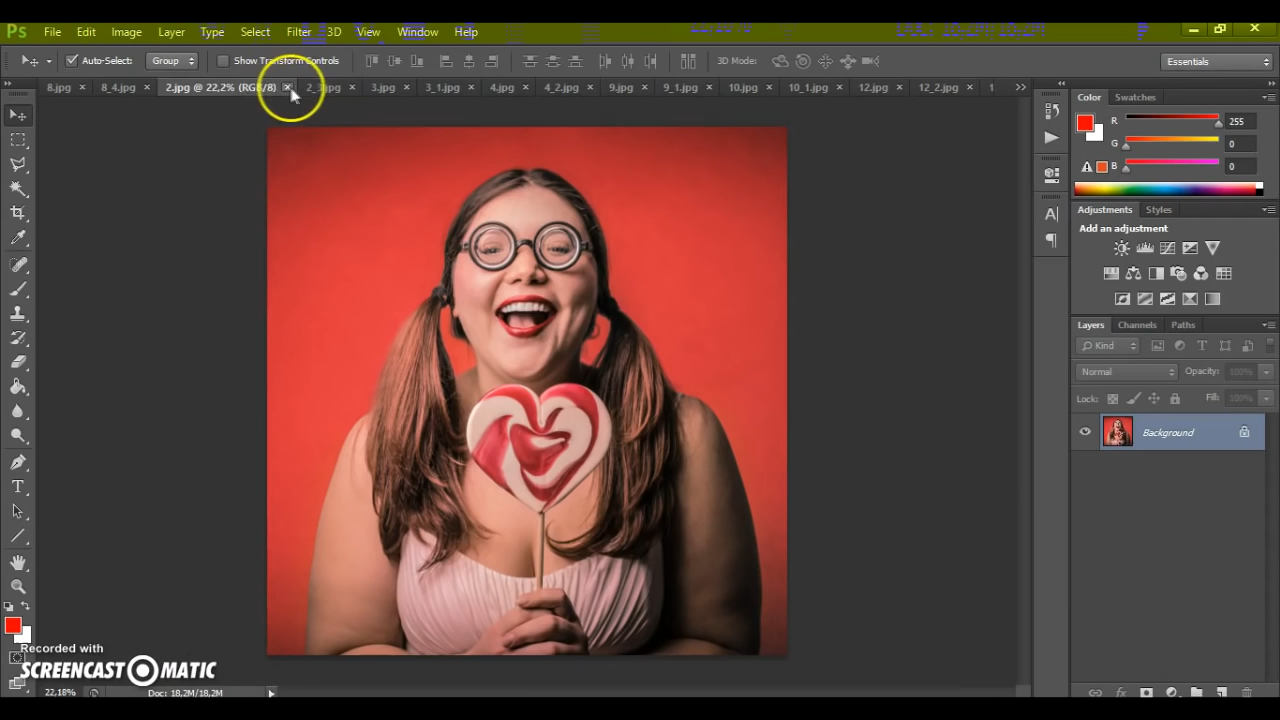 Ps File Edit Image Layer Type Select Filter 3D View Window Help
Auto-Select: Group Show Transform Controls 3D Mode: Essentials
8.jpg 8_4.jpg 2.jpg @ 22,2% (RGB/8) 3.jpg 3_1.jpg 4.jpg 4_2.jpg 9.jpg 9_1.jpg 10.jpg 10_1.jpg 12.jpg 12_2.jpg 1
Color Swatches
R 255
G 0
B 0
Adjustments Styles
Add an adjustment
Layers Channels Paths
Kind
Normal Opacity: 100%
Lock: Fill: 100%
Background
Recorded with
SCREENCAST MATIC
22,18% Doc: 18,2M/18,2M